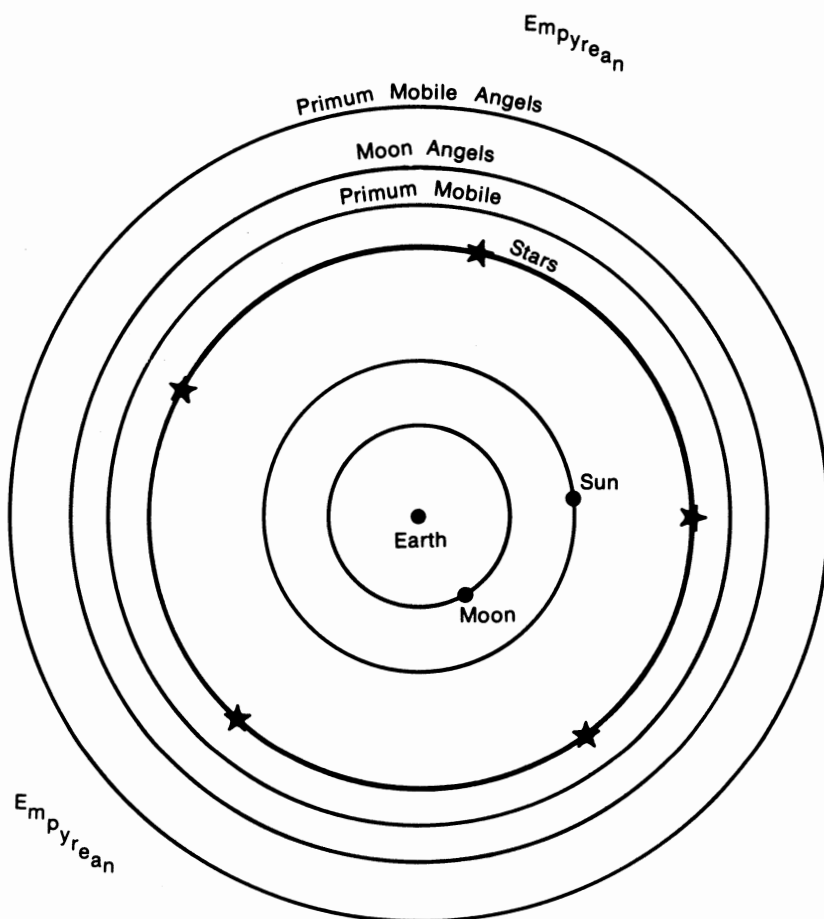 Empyrean
Primum Mobile Angels
Moon Angels
Primum Mobile
Stars
Sun
Earth
Moon
Empyrean